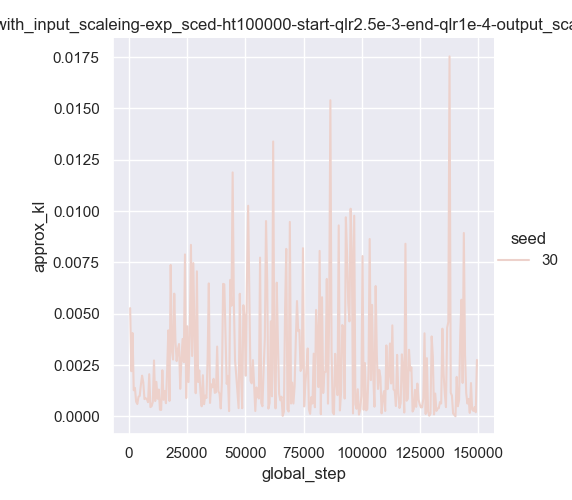 with_input_scaleing-exp_sced-ht100000-start-qlr2.5e-3-end-qlr1e-4-output_sca
0.0175
0.0150
0.0125
0.0100
0.0075
0.0050
0.0025
0.0000
approx_kl
0 25000 50000 75000 100000 125000 150000
global_step
seed
30